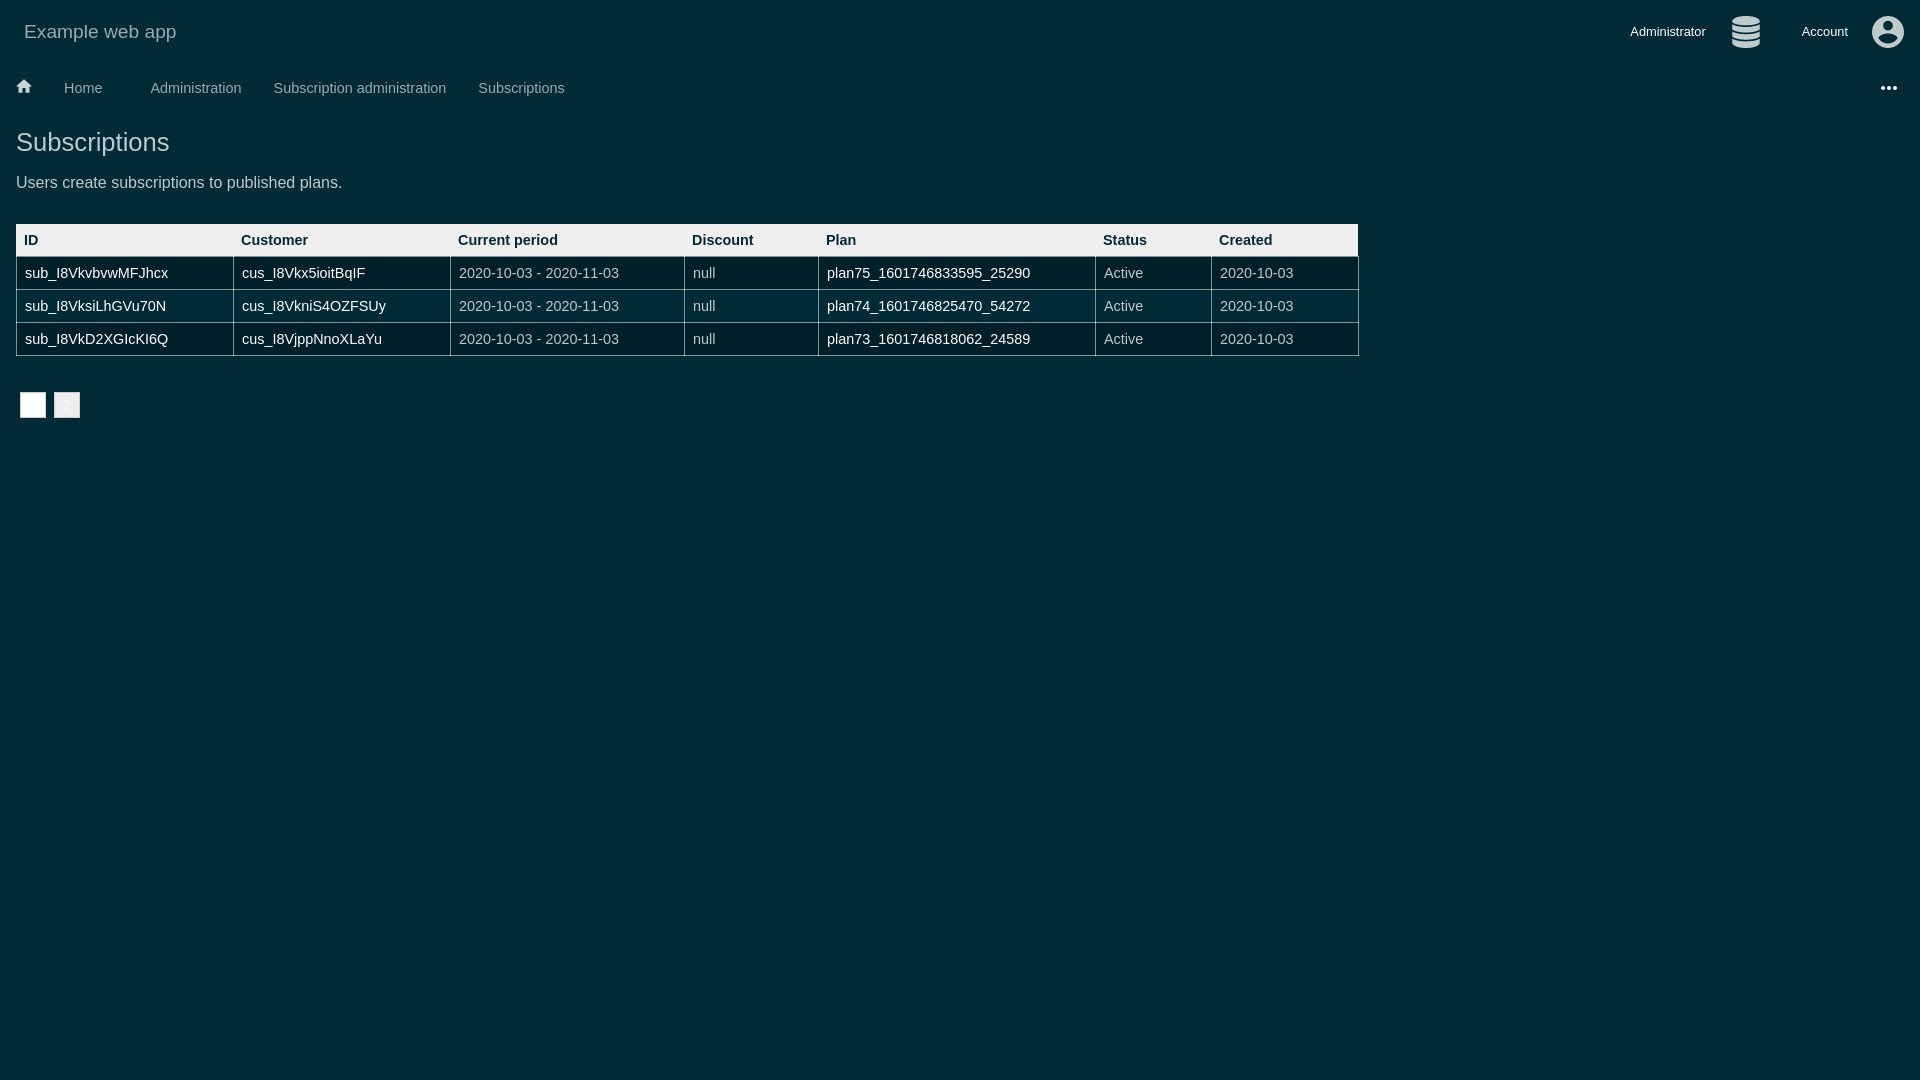 Example web app
Administrator Account
Home Administration Subscription administration Subscriptions
Subscriptions
Users create subscriptions to published plans.
ID Customer Current period Discount Plan Status Created
sub_I8VkvbvwMFJhcx cus_I8Vkx5ioitBqIF 2020-10-03 - 2020-11-03 null plan75_1601746833595_25290 Active 2020-10-03
sub_I8VksiLhGVu70N cus_I8VkniS4OZFSUy 2020-10-03 - 2020-11-03 null plan74_1601746825470_54272 Active 2020-10-03
sub_I8VkD2XGIcKI6Q cus_I8VjppNnoXLaYu 2020-10-03 - 2020-11-03 null plan73_1601746818062_24589 Active 2020-10-03
2